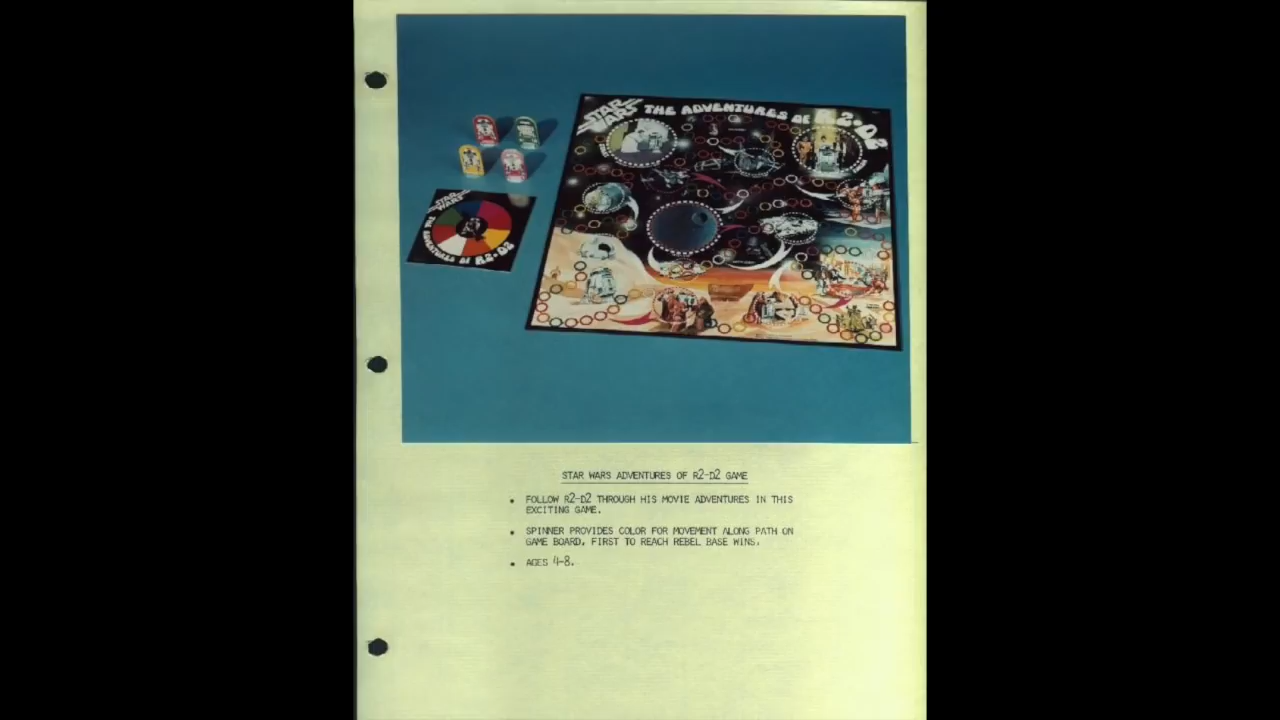 STAR WARS THE ADVENTURES OF R2-D2
STAR WARS
THE ADVENTURES OF R2-D2
STAR WARS ADVENTURES OF R2-D2 GAME
• FOLLOW R2-D2 THROUGH HIS MOVIE ADVENTURES IN THIS
EXCITING GAME.
• SPINNER PROVIDES COLOR FOR MOVEMENT ALONG PATH ON
GAME BOARD. FIRST TO REACH REBEL BASE WINS.
• AGES 4-8.